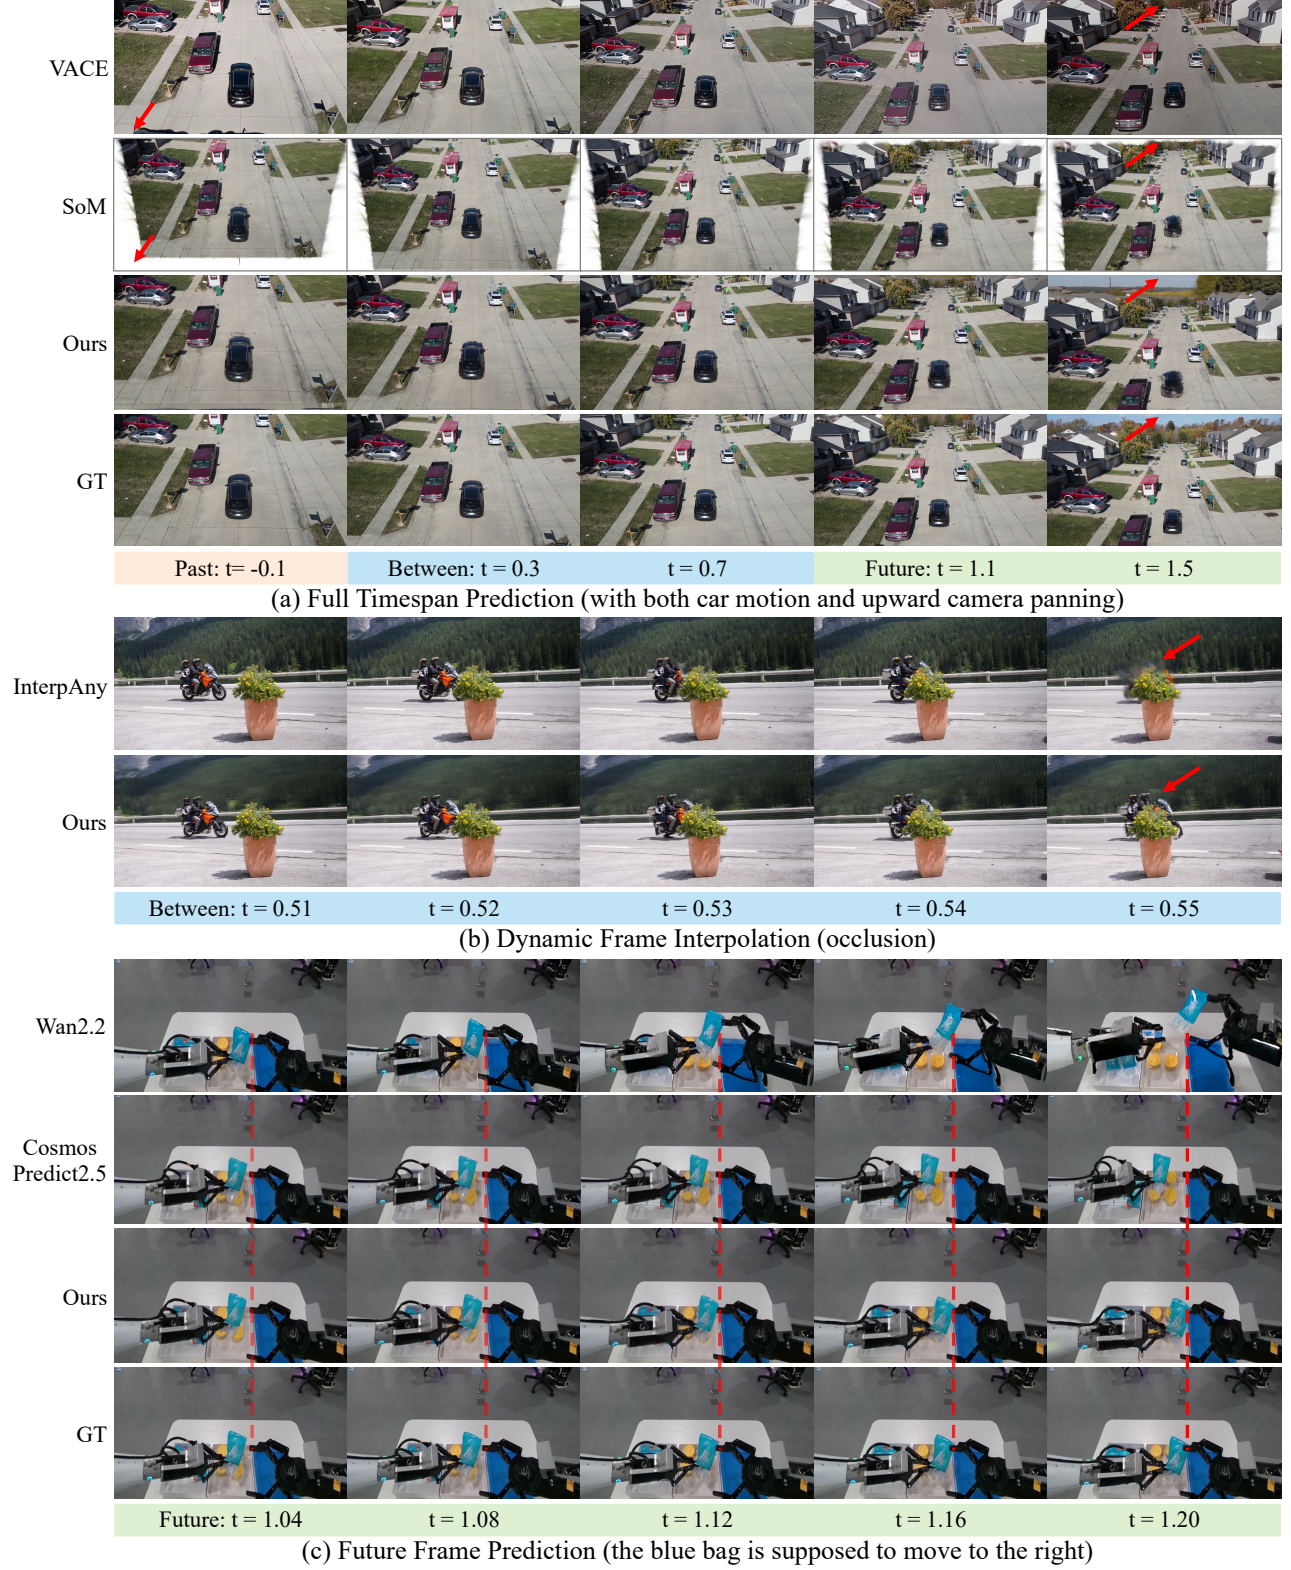 VACE
SoM
Ours
GT
Past: t= -0.1
Between: t = 0.3
t = 0.7
Future: t = 1.1
t = 1.5
(a) Full Timespan Prediction (with both car motion and upward camera panning)
InterpAny
Ours
Between: t = 0.51
t = 0.52
t = 0.53
t = 0.54
t = 0.55
(b) Dynamic Frame Interpolation (occlusion)
Wan2.2
Cosmos
Predict2.5
Ours
GT
Future: t = 1.04
t = 1.08
t = 1.12
t = 1.16
t = 1.20
(c) Future Frame Prediction (the blue bag is supposed to move to the right)